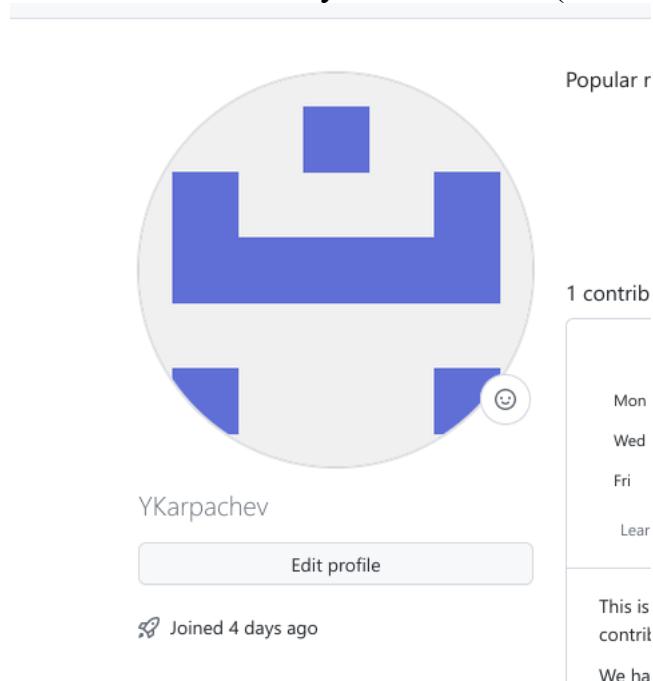 Popular
1 contrib
Mon
Wed
Fri
YKarpachev
Lear
Edit profile
This is
Joined 4 days ago
contrib
We ha